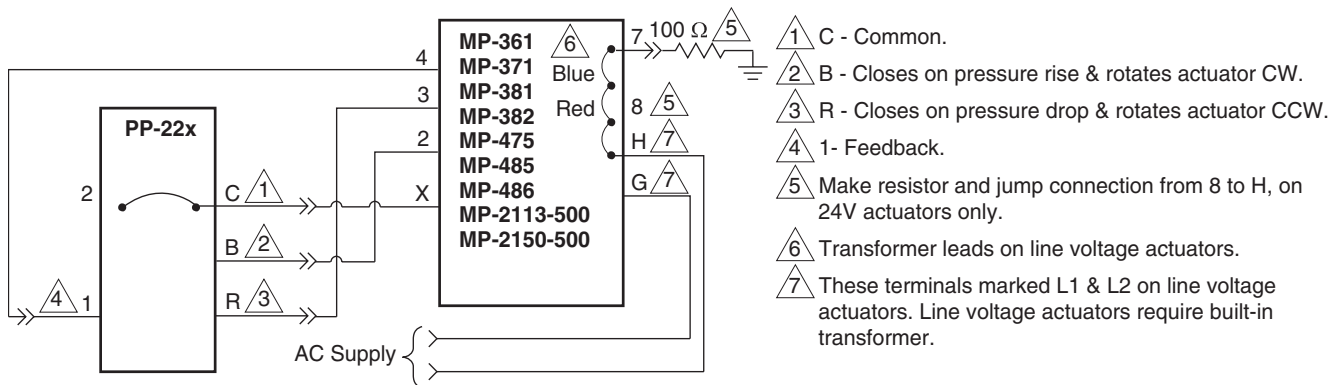 PP-22x
2
1
4
C
1
B
2
R
3
4
3
2
X
MP-361
MP-371
MP-381
MP-382
MP-475
MP-485
MP-486
MP-2113-500
MP-2150-500
6
Blue
Red
7
100 Ω
5
8
5
H
7
G
7
AC Supply
1 C - Common.
2 B - Closes on pressure rise & rotates actuator CW.
3 R - Closes on pressure drop & rotates actuator CCW.
4 1- Feedback.
5 Make resistor and jump connection from 8 to H, on
24V actuators only.
6 Transformer leads on line voltage actuators.
7 These terminals marked L1 & L2 on line voltage
actuators. Line voltage actuators require built-in
transformer.